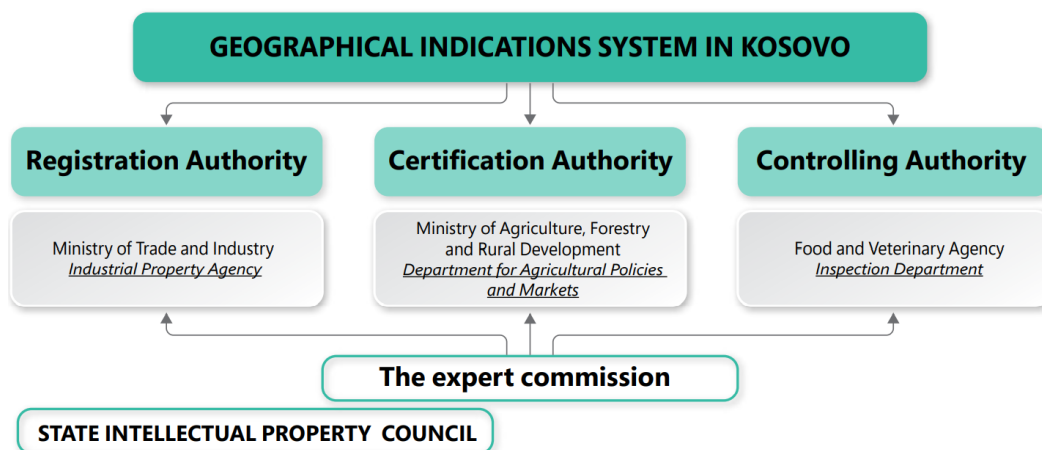 GEOGRAPHICAL INDICATIONS SYSTEM IN KOSOVO
Registration Authority
Ministry of Trade and Industry
Industrial Property Agency
Certification Authority
Ministry of Agriculture, Forestry
and Rural Development
Department for Agricultural Policies
and Markets
Controlling Authority
Food and Veterinary Agency
Inspection Department
The expert commission
STATE INTELLECTUAL PROPERTY COUNCIL